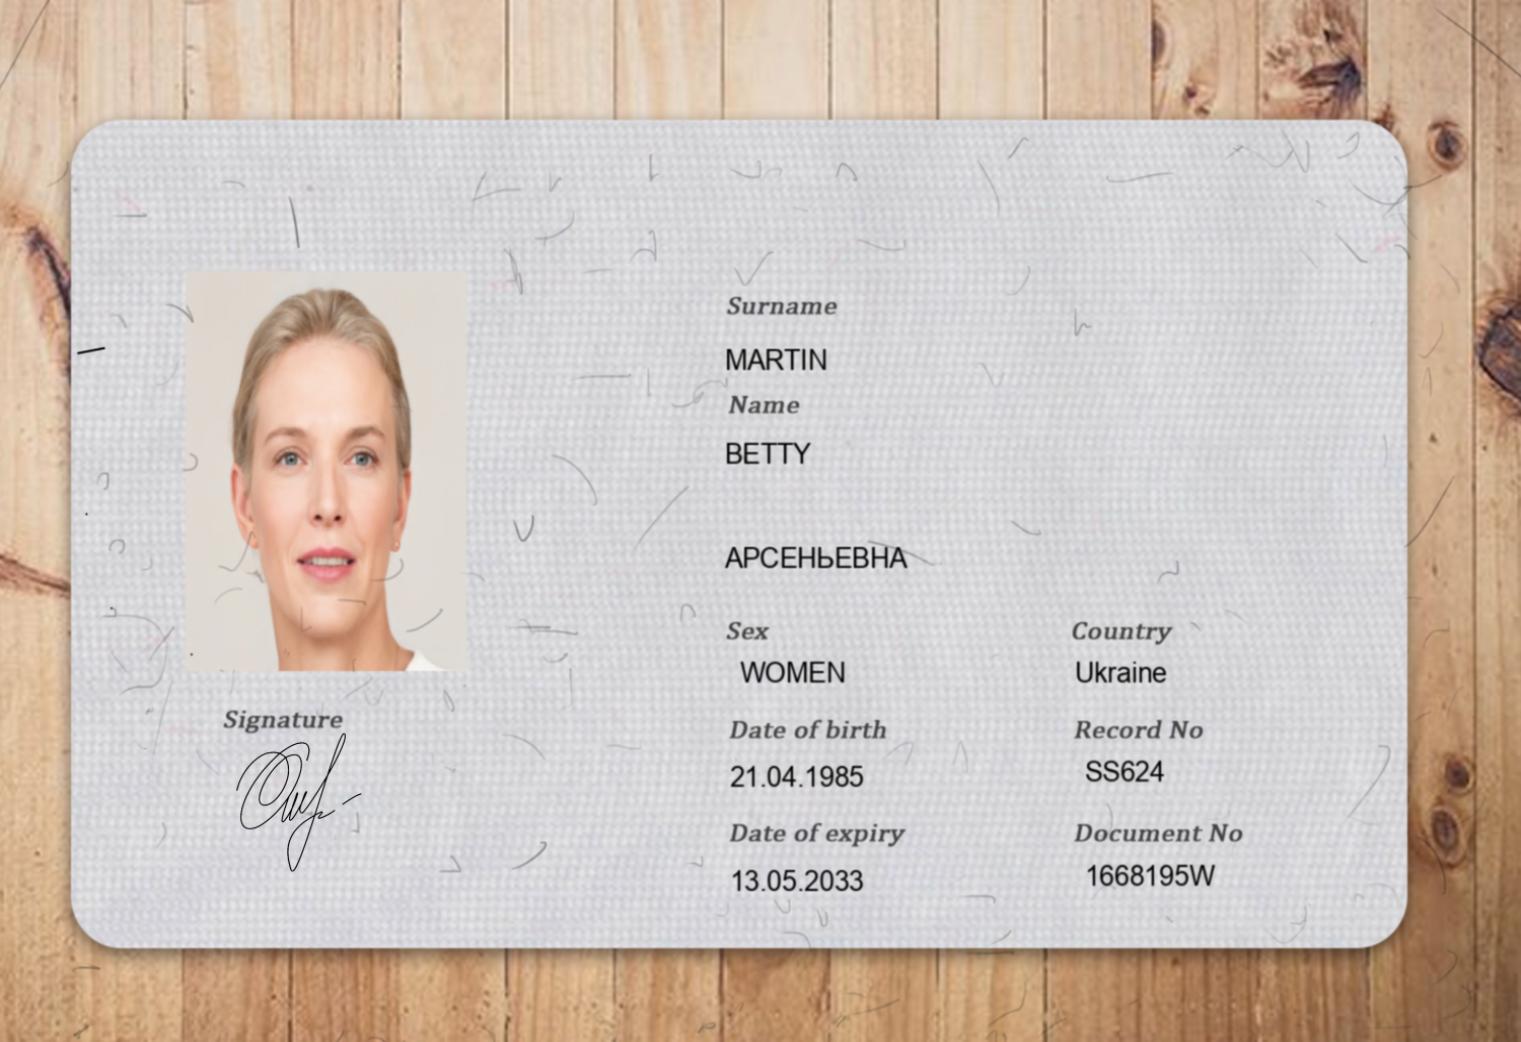 Surname
MARTIN
Name
BETTY
АРСЕНЬЕВНА
Sex
Country
WOMEN
Ukraine
Date of birth
Record No
21.04.1985
SS624
Date of expiry
Document No
13.05.2033
1668195W
Signature